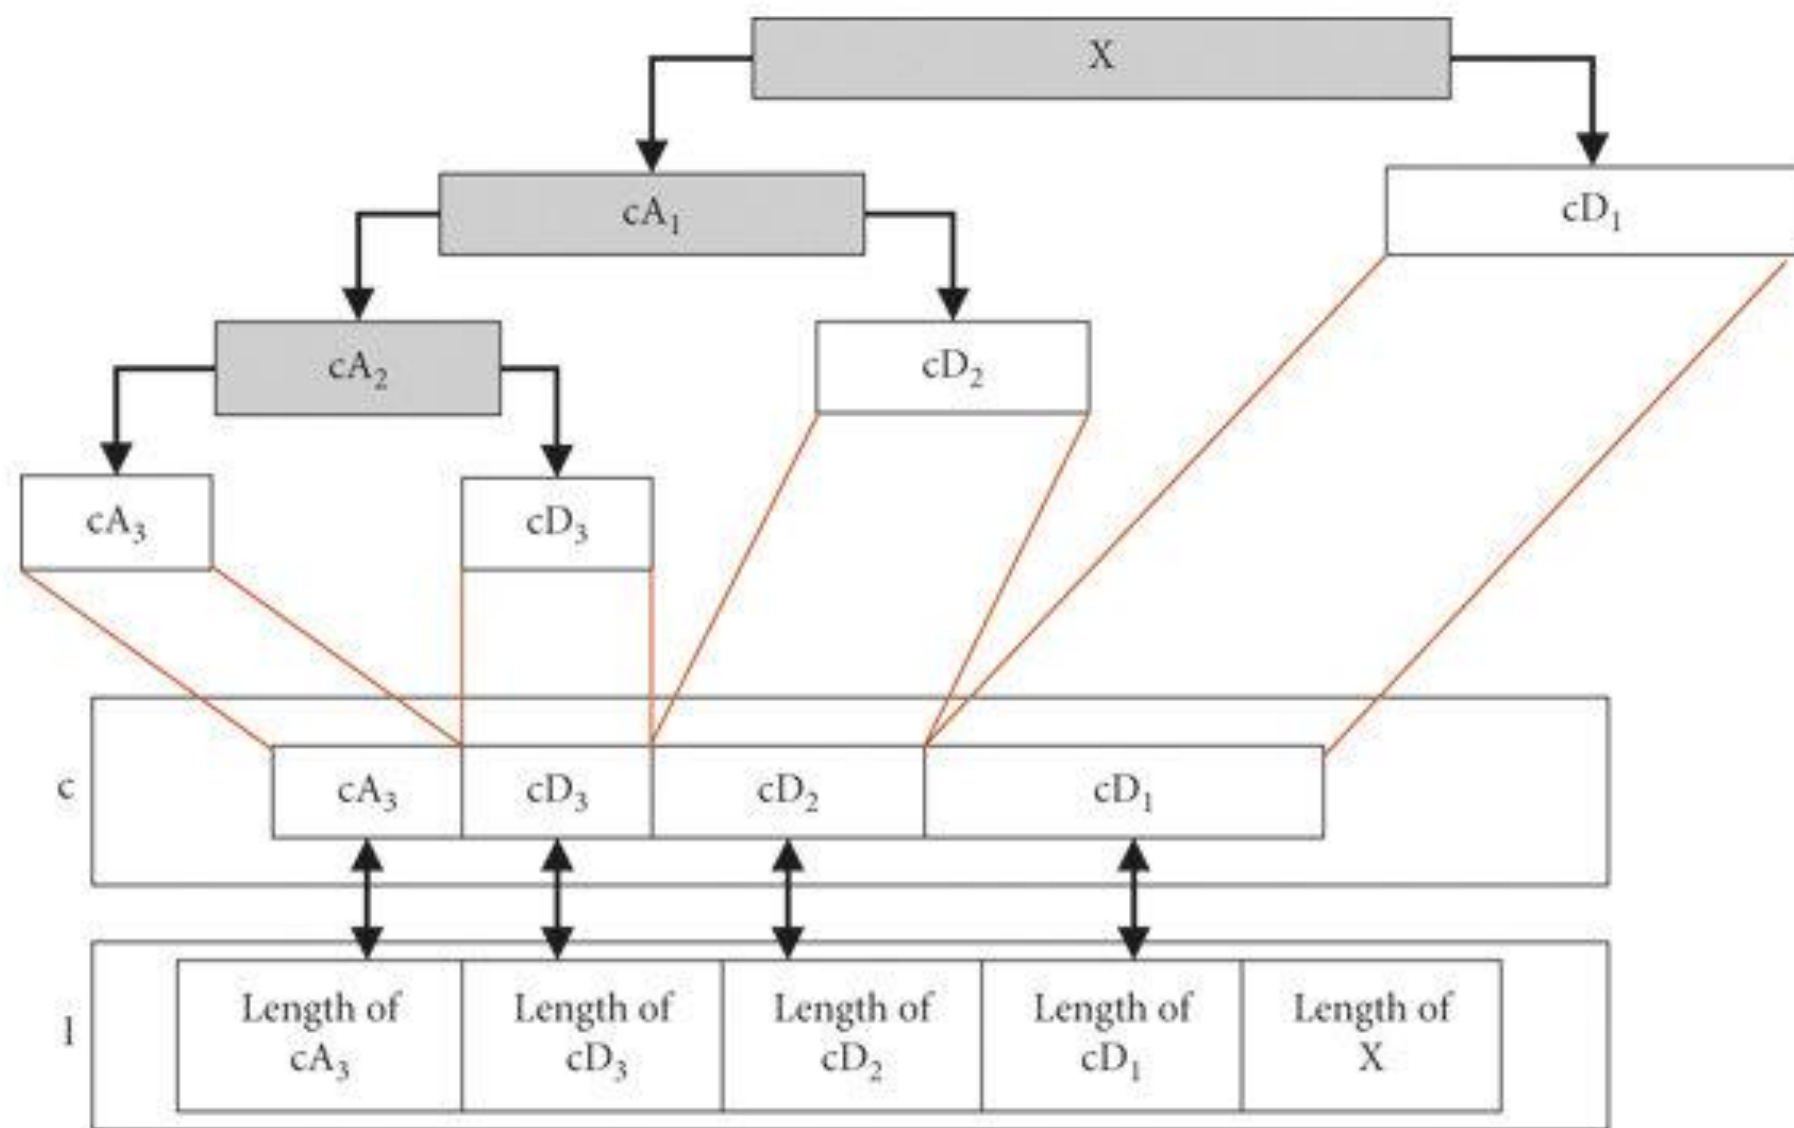 X
cA₁
cD₁
cA₂
cD₂
cA₃
cD₃
c
cA₃
cD₃
cD₂
cD₁
l
Length of
cA₃
Length of
cD₃
Length of
cD₂
Length of
cD₁
Length of
X